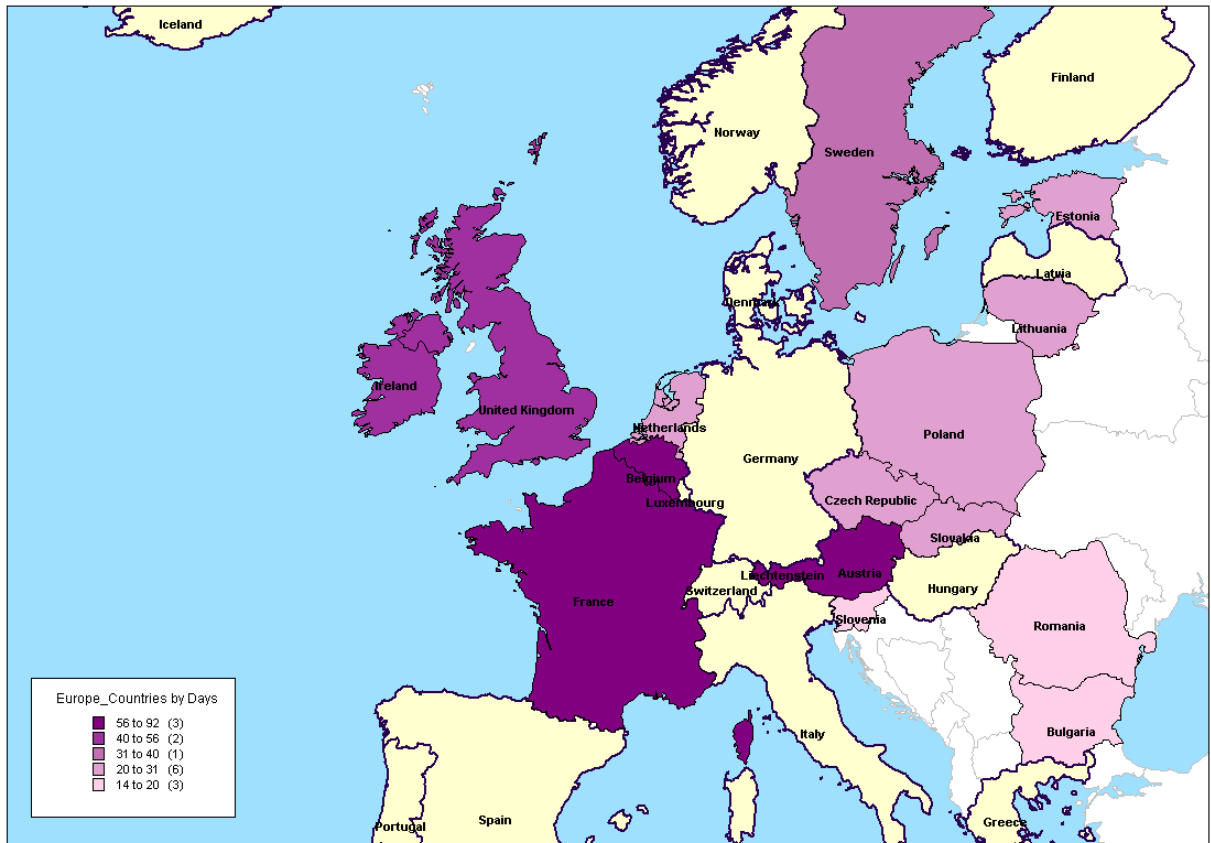 Iceland
Finland
Norway
Sweden
Estonia
Latvia
Denmark
Lithuania
Ireland
United Kingdom
Netherlands
Poland
Germany
Belgium
Czech Republic
Luxembourg
Slovakia
Liechtenstein
Austria
Switzerland
Hungary
France
Slovenia
Romania
Italy
Bulgaria
Portugal
Spain
Greece
Europe_Countries by Days
56 to 92 (3)
40 to 56 (2)
31 to 40 (1)
20 to 31 (6)
14 to 20 (3)